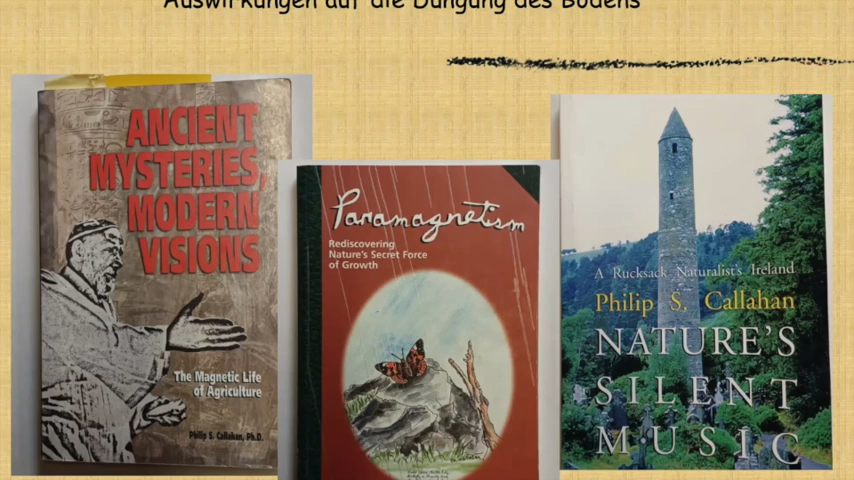 Auswirkungen auf die Düngung des Bodens
ANCIENT
MYSTERIES,
MODERN
VISIONS
The Magnetic Life
of Agriculture
Philip S. Callahan, Ph.D.
Paramagnetism
Rediscovering
Nature's Secret Force
of Growth
A Rucksack Naturalist's Ireland
Philip S. Callahan
NATURE'S
SILENT
MUSIC